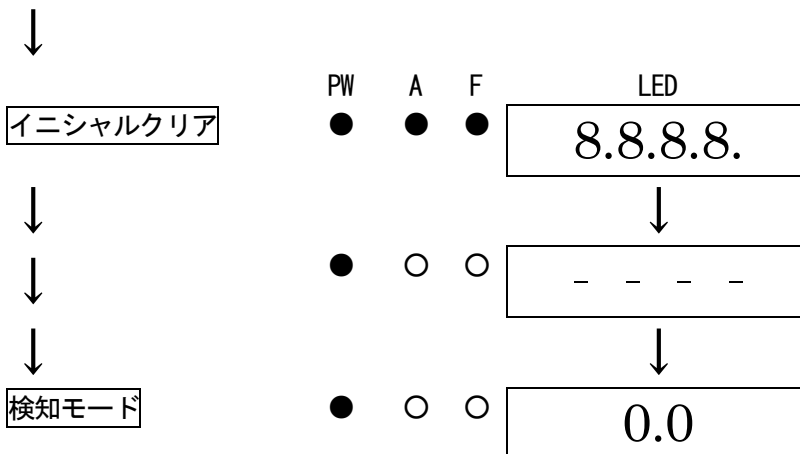 ↓
PW A F LED
イニシャルクリア ● ● ● 8.8.8.8.
↓ ↓
↓ ● ○ ○ - - - -
↓ ↓
検知モード ● ○ ○ 0.0